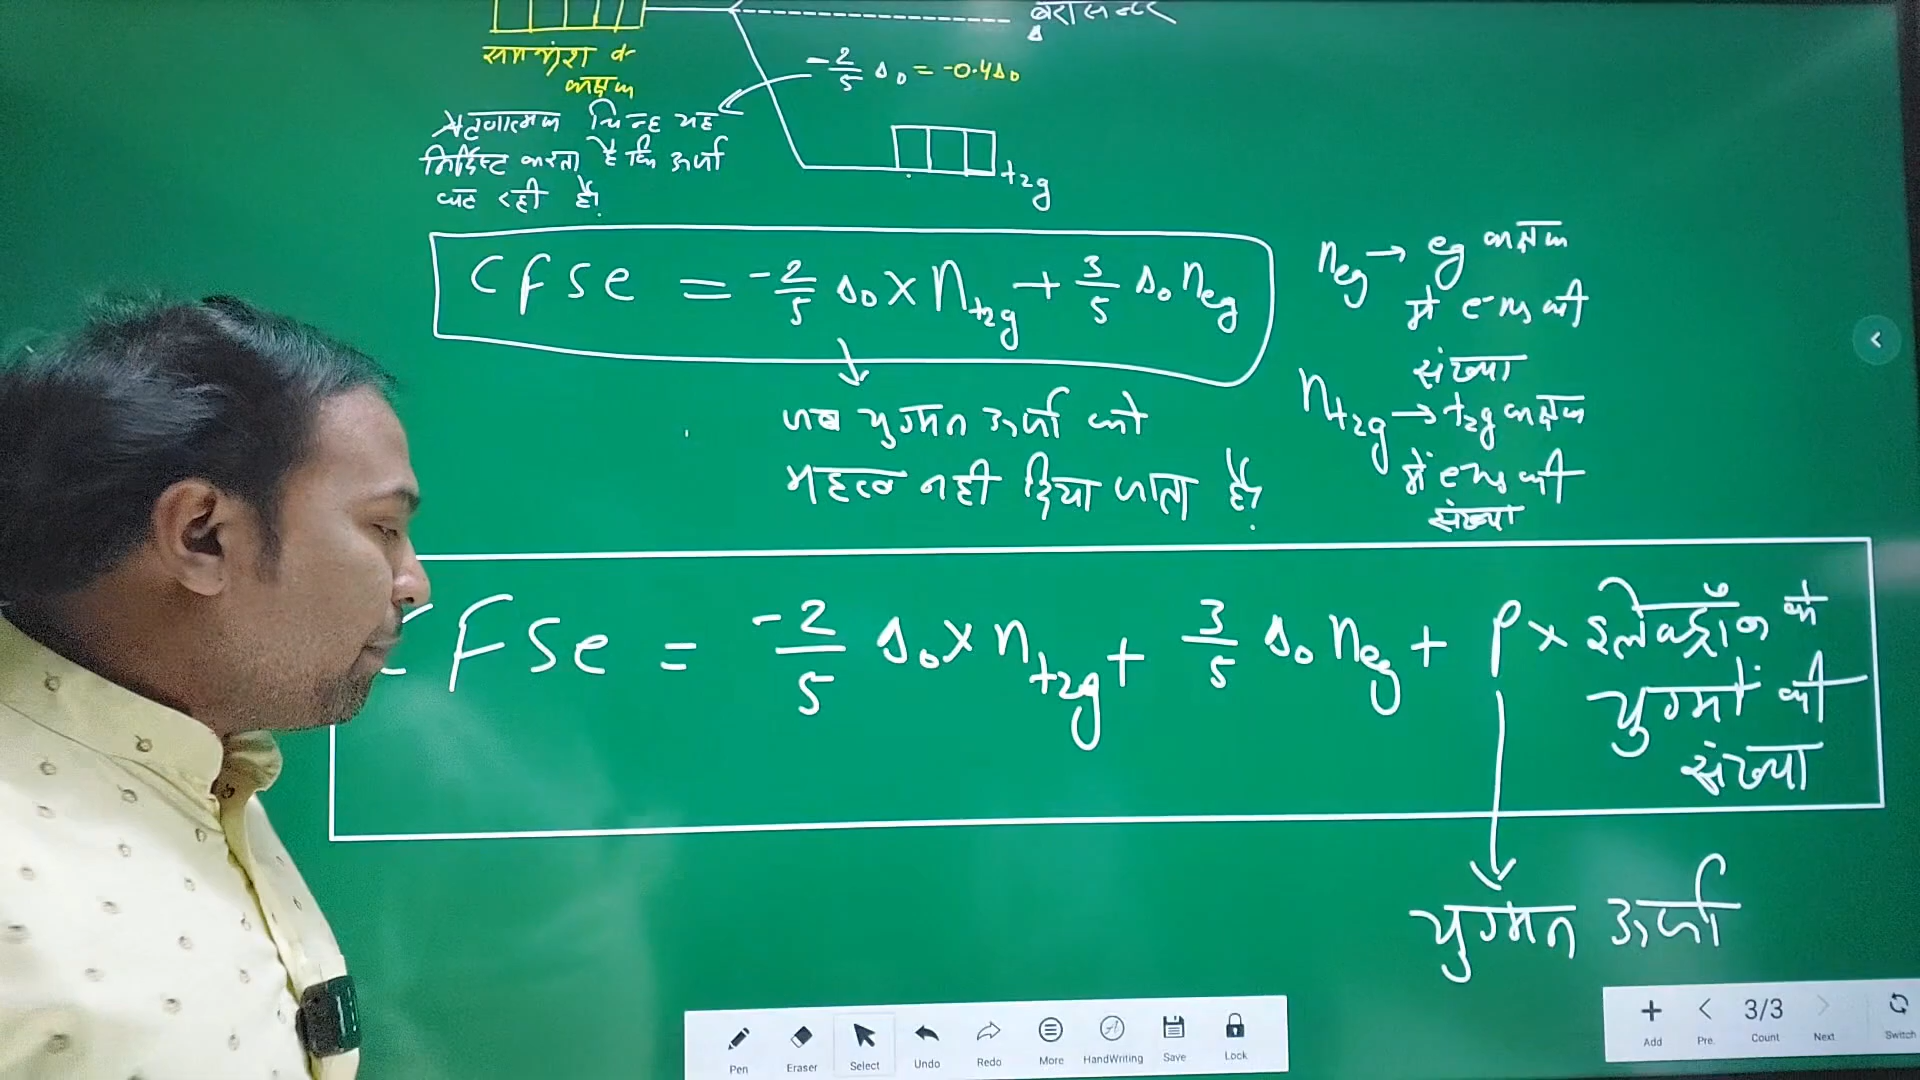 बैरी सेन्टर
समभ्रंश d-
कक्षक
-2/5 Δ₀ = -0.4Δ₀
ऋणात्मक चिन्ह यह
निर्दिष्ट करता है कि ऊर्जा
घट रही है।
t₂g
CFSE = -2/5 Δ₀ × n_t₂g + 3/5 Δ₀ n_eg
जब युग्मन ऊर्जा को
महत्व नही दिया जाता है।
n_eg → eg कक्षक
में e⁻ns की
संख्या
n_t₂g → t₂g कक्षक
में e⁻ns की
संख्या
CFSE = -2/5 Δ₀ × n_t₂g + 3/5 Δ₀ n_eg + P × इलेक्ट्रॉन के
युग्मों की
संख्या
युग्मन ऊर्जा
Pen Eraser Select Undo Redo More HandWriting Save Lock
3/3
Add Pre. Count Next Switch